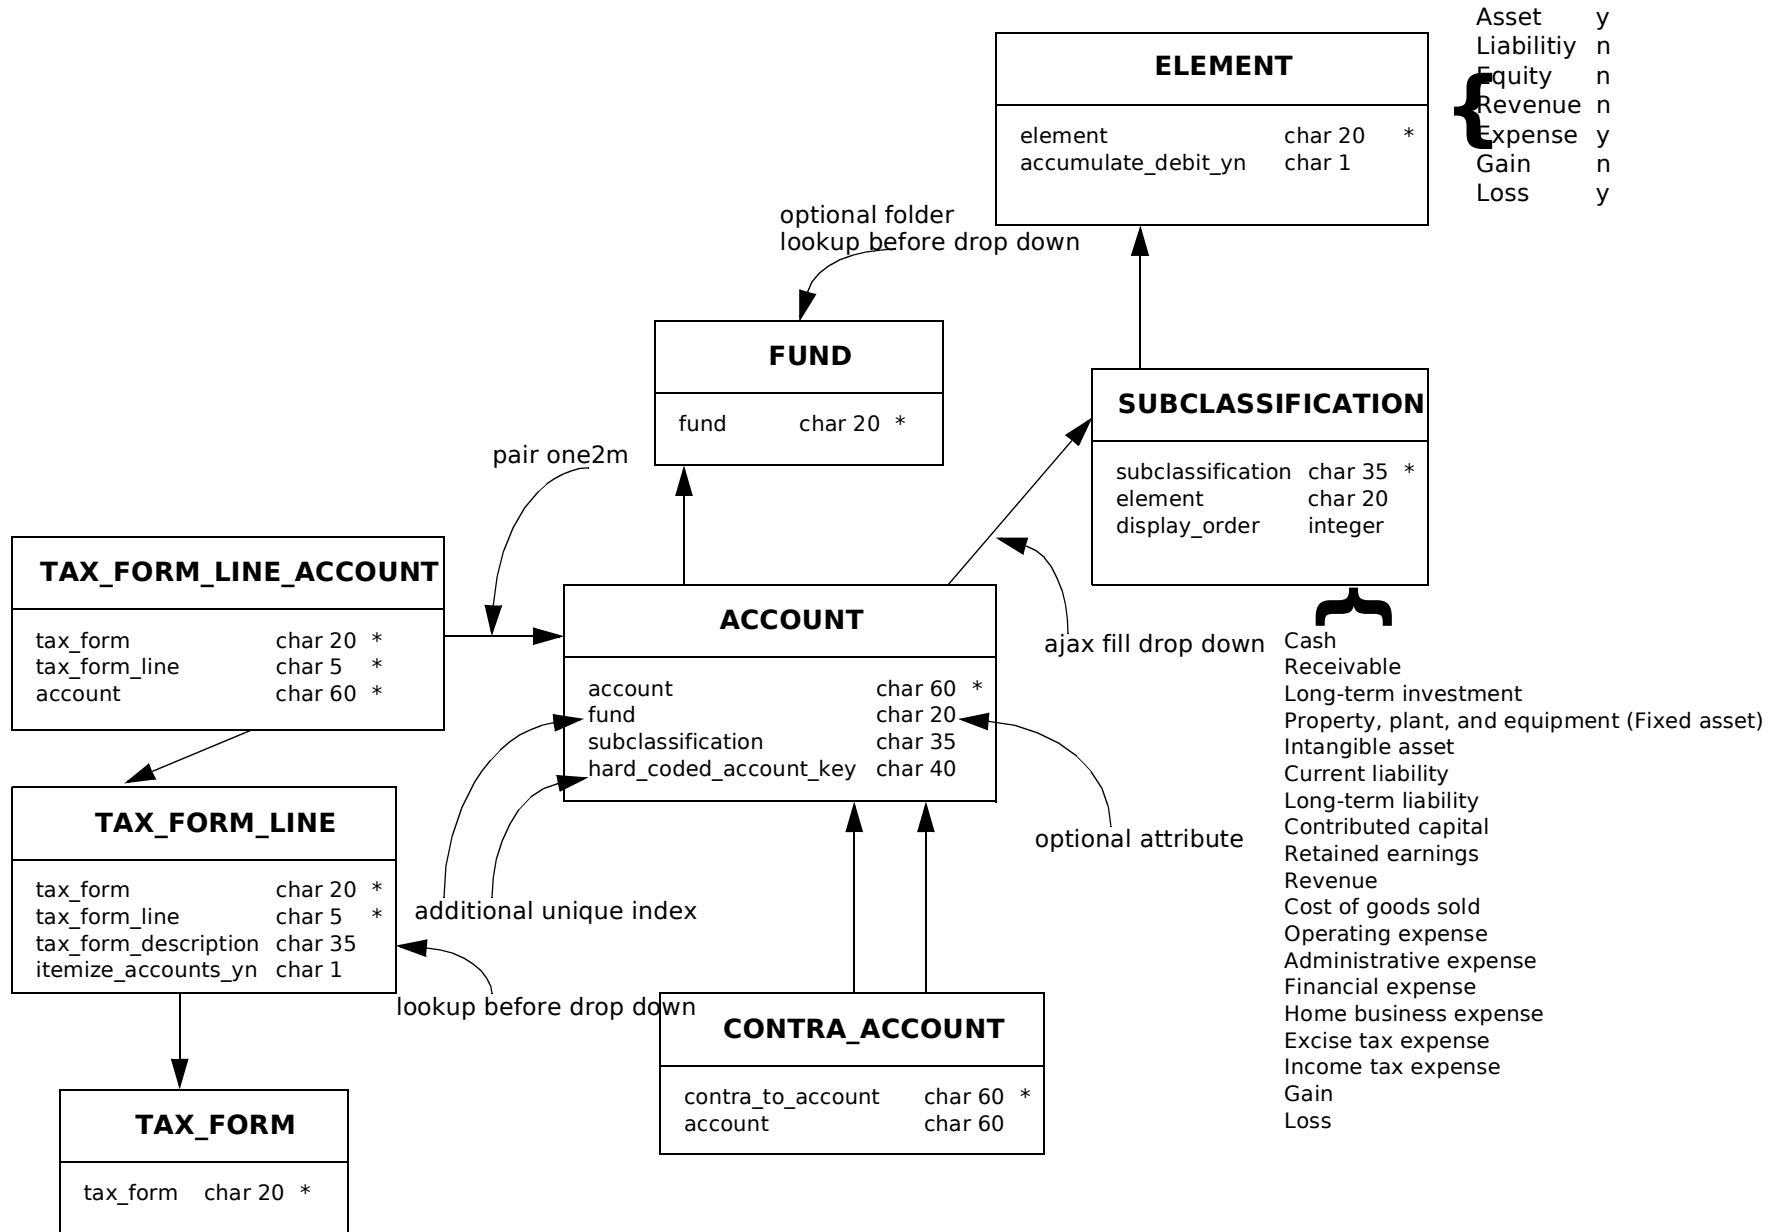 Asset y
Liabilitiy n
Equity n
Revenue n
Expense y
Gain n
Loss y
ELEMENT
element char 20 *
accumulate_debit_yn char 1
optional folder
lookup before drop down
FUND
fund char 20 *
SUBCLASSIFICATION
subclassification char 35 *
element char 20
display_order integer
pair one2m
TAX_FORM_LINE_ACCOUNT
tax_form char 20 *
tax_form_line char 5 *
account char 60 *
ACCOUNT
account char 60 *
fund char 20
subclassification char 35
hard_coded_account_key char 40
ajax fill drop down
Cash
Receivable
Long-term investment
Property, plant, and equipment (Fixed asset)
Intangible asset
Current liability
Long-term liability
Contributed capital
Retained earnings
Revenue
Cost of goods sold
Operating expense
Administrative expense
Financial expense
Home business expense
Excise tax expense
Income tax expense
Gain
Loss
optional attribute
additional unique index
TAX_FORM_LINE
tax_form char 20 *
tax_form_line char 5 *
tax_form_description char 35
itemize_accounts_yn char 1
lookup before drop down
CONTRA_ACCOUNT
contra_to_account char 60 *
account char 60
TAX_FORM
tax_form char 20 *